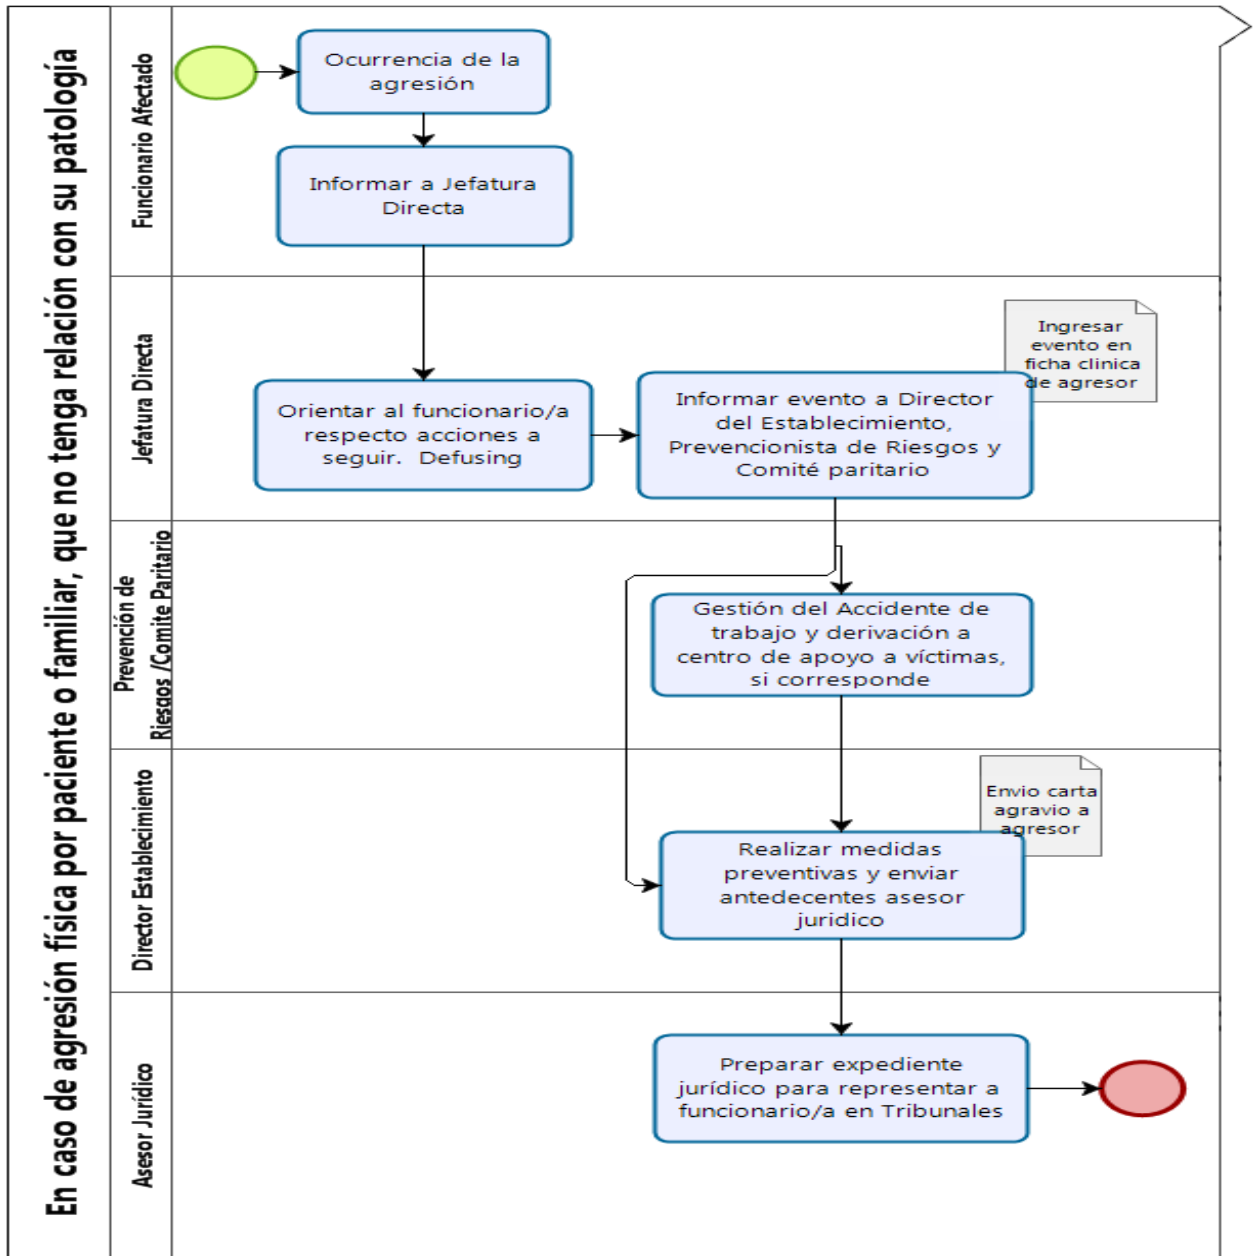 En caso de agresión física por paciente o familiar, que no tenga relación con su patología
Funcionario Afectado
Ocurrencia de la
agresión
Informar a Jefatura
Directa
Jefatura Directa
Orientar al funcionario/a
respecto acciones a
seguir.  Defusing
Informar evento a Director
del Establecimiento,
Prevencionista de Riesgos y
Comité paritario
Ingresar
evento en
ficha clinica
de agresor
Prevención de
Riesgos /Comite Paritario
Gestión del Accidente de
trabajo y derivación a
centro de apoyo a víctimas,
si corresponde
Director Establecimiento
Envio carta
agravio a
agresor
Realizar medidas
preventivas y enviar
antedecentes asesor
juridico
Asesor Jurídico
Preparar expediente
jurídico para representar a
funcionario/a en Tribunales